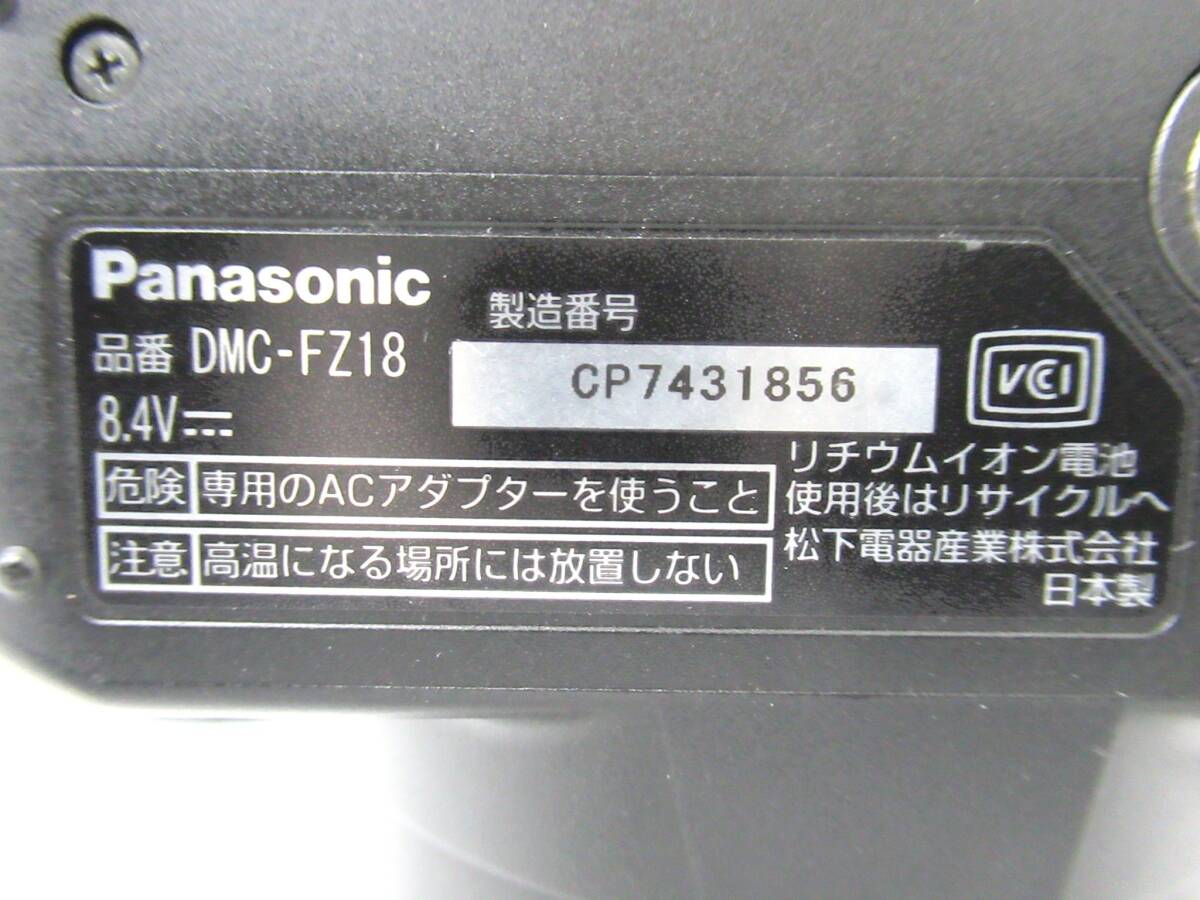 Panasonic
品番 DMC-FZ18
8.4V⎓
製造番号
CP7431856
VCCI
危険 専用のACアダプターを使うこと
注意 高温になる場所には放置しない
リチウムイオン電池
使用後はリサイクルへ
松下電器産業株式会社
日本製